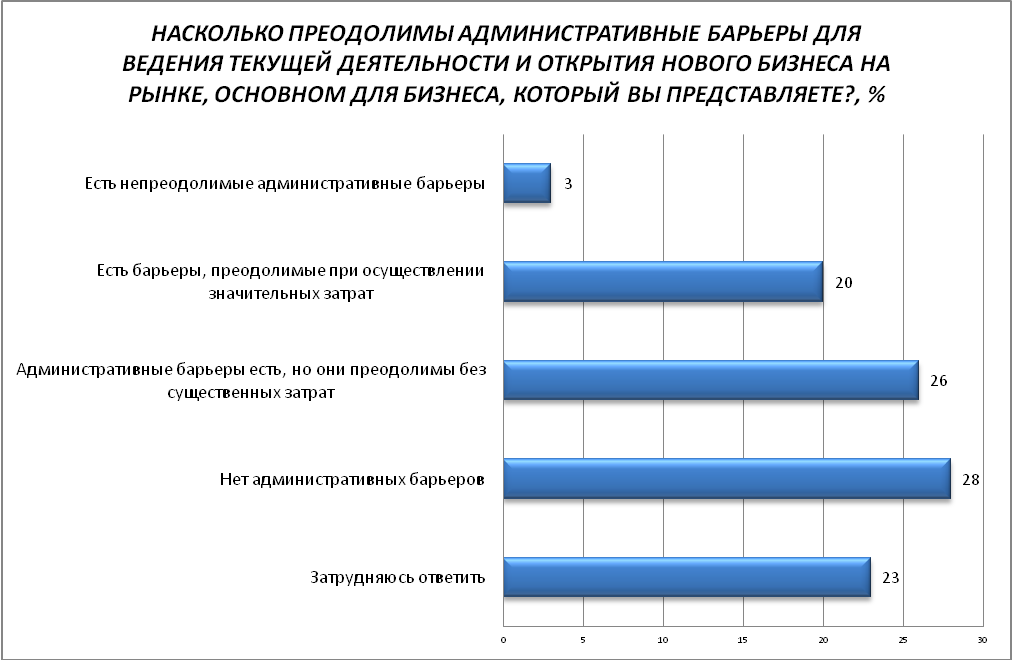 НАСКОЛЬКО ПРЕОДОЛИМЫ АДМИНИСТРАТИВНЫЕ БАРЬЕРЫ ДЛЯ
ВЕДЕНИЯ ТЕКУЩЕЙ ДЕЯТЕЛЬНОСТИ И ОТКРЫТИЯ НОВОГО БИЗНЕСА НА
РЫНКЕ, ОСНОВНОМ ДЛЯ БИЗНЕСА, КОТОРЫЙ ВЫ ПРЕДСТАВЛЯЕТЕ?, %
Есть непреодолимые административные барьеры
3
Есть барьеры, преодолимые при осуществлении
значительных затрат
20
Административные барьеры есть, но они преодолимы без
существенных затрат
26
Нет административных барьеров
28
Затрудняюсь ответить
23
0 5 10 15 20 25 30